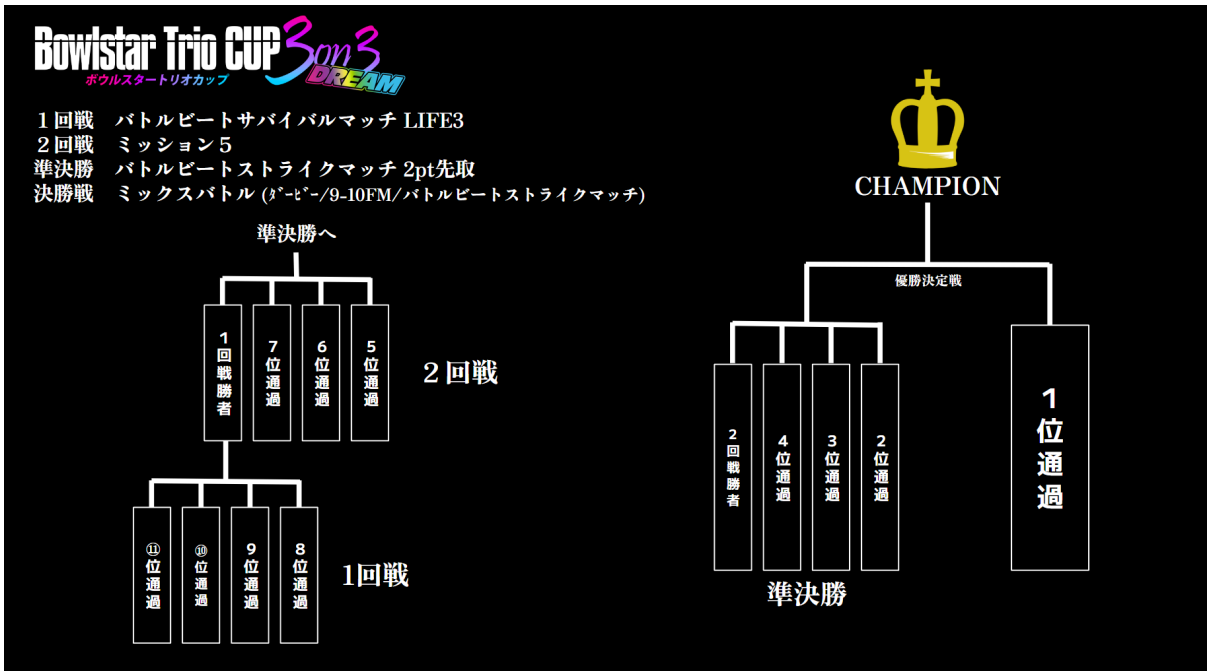 Bowlstar Trio CUP 3on3 DREAM
ボウルスタートリオカップ
1回戦 バトルビートサバイバルマッチ LIFE3
2回戦 ミッション5
準決勝 バトルビートストライクマッチ 2pt先取
決勝戦 ミックスバトル (ﾀﾞｰﾋﾞｰ/9-10FM/バトルビートストライクマッチ)
準決勝へ
1回戦勝者
7位通過
6位通過
5位通過
2回戦
⑪位通過
⑩位通過
9位通過
8位通過
1回戦
CHAMPION
優勝決定戦
2回戦勝者
4位通過
3位通過
2位通過
1位通過
準決勝